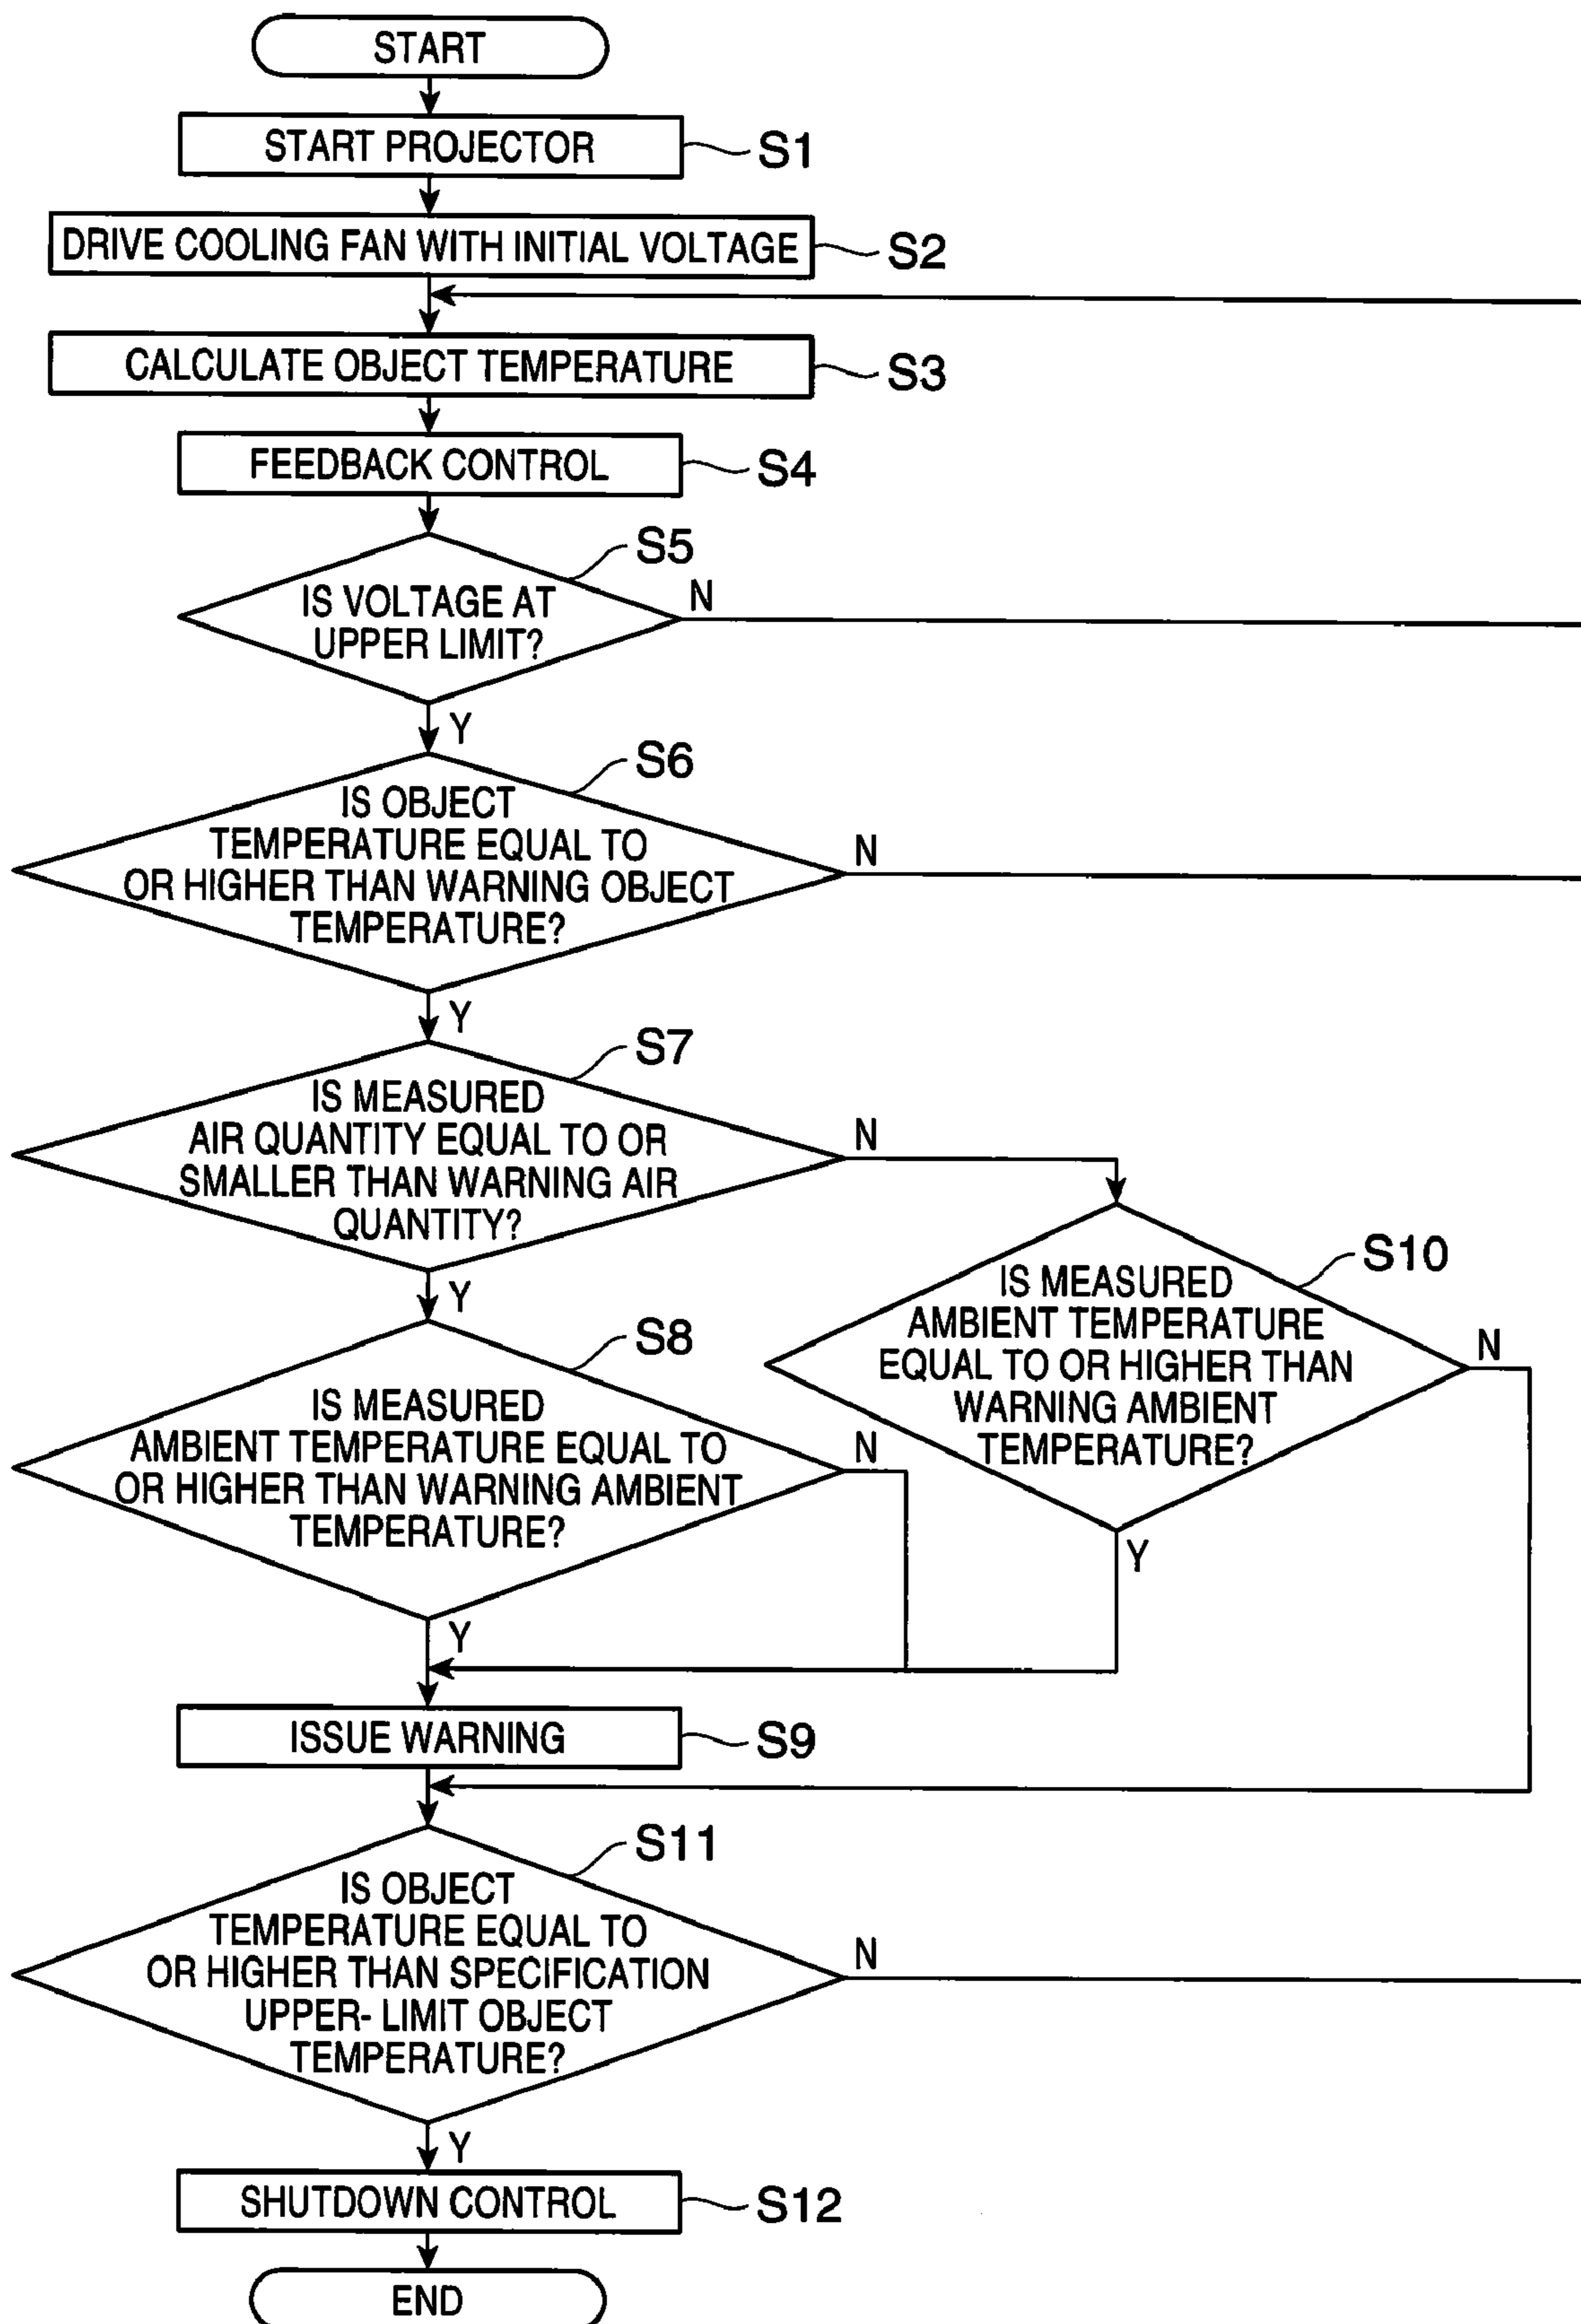 START
START PROJECTOR
S1
DRIVE COOLING FAN WITH INITIAL VOLTAGE
S2
CALCULATE OBJECT TEMPERATURE
S3
FEEDBACK CONTROL
S4
S5
IS VOLTAGE AT
UPPER LIMIT?
N
Y
S6
IS OBJECT
TEMPERATURE EQUAL TO
OR HIGHER THAN WARNING OBJECT
TEMPERATURE?
N
Y
S7
IS MEASURED
AIR QUANTITY EQUAL TO OR
SMALLER THAN WARNING AIR
QUANTITY?
N
Y
S10
IS MEASURED
AMBIENT TEMPERATURE
EQUAL TO OR HIGHER THAN
WARNING AMBIENT
TEMPERATURE?
N
Y
S8
IS MEASURED
AMBIENT TEMPERATURE EQUAL TO
OR HIGHER THAN WARNING AMBIENT
TEMPERATURE?
N
Y
ISSUE WARNING
S9
S11
IS OBJECT
TEMPERATURE EQUAL TO
OR HIGHER THAN SPECIFICATION
UPPER- LIMIT OBJECT
TEMPERATURE?
N
Y
SHUTDOWN CONTROL
S12
END